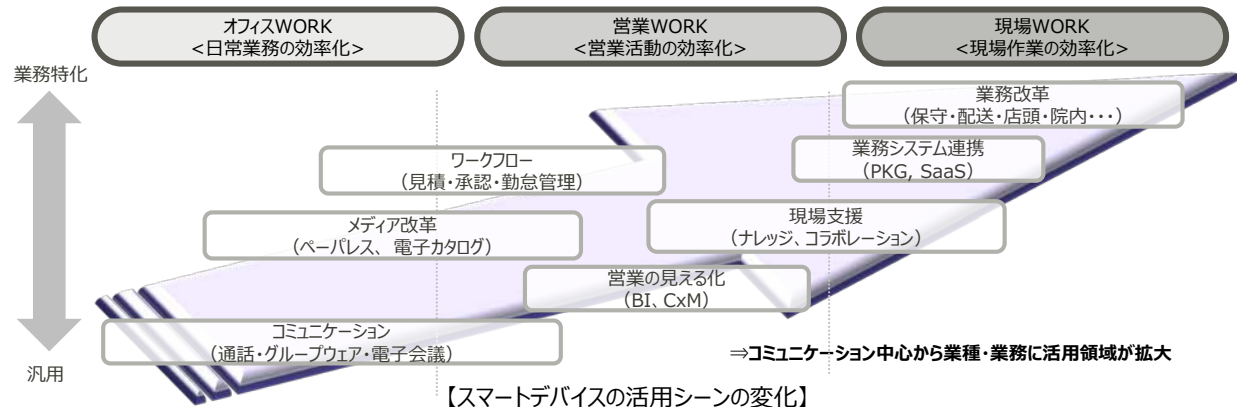 オフィスWORK
<日常業務の効率化>
営業WORK
<営業活動の効率化>
現場WORK
<現場作業の効率化>
業務特化
業務改革
（保守・配送・店頭・院内・・・）
ワークフロー
（見積・承認・勤怠管理）
業務システム連携
（PKG, SaaS）
メディア改革
（ペーパレス、電子カタログ）
現場支援
（ナレッジ、コラボレーション）
営業の見える化
（BI、CxM）
コミュニケーション
（通話・グループウェア・電子会議）
⇒コミュニケーション中心から業種・業務に活用領域が拡大
汎用
【スマートデバイスの活用シーンの変化】